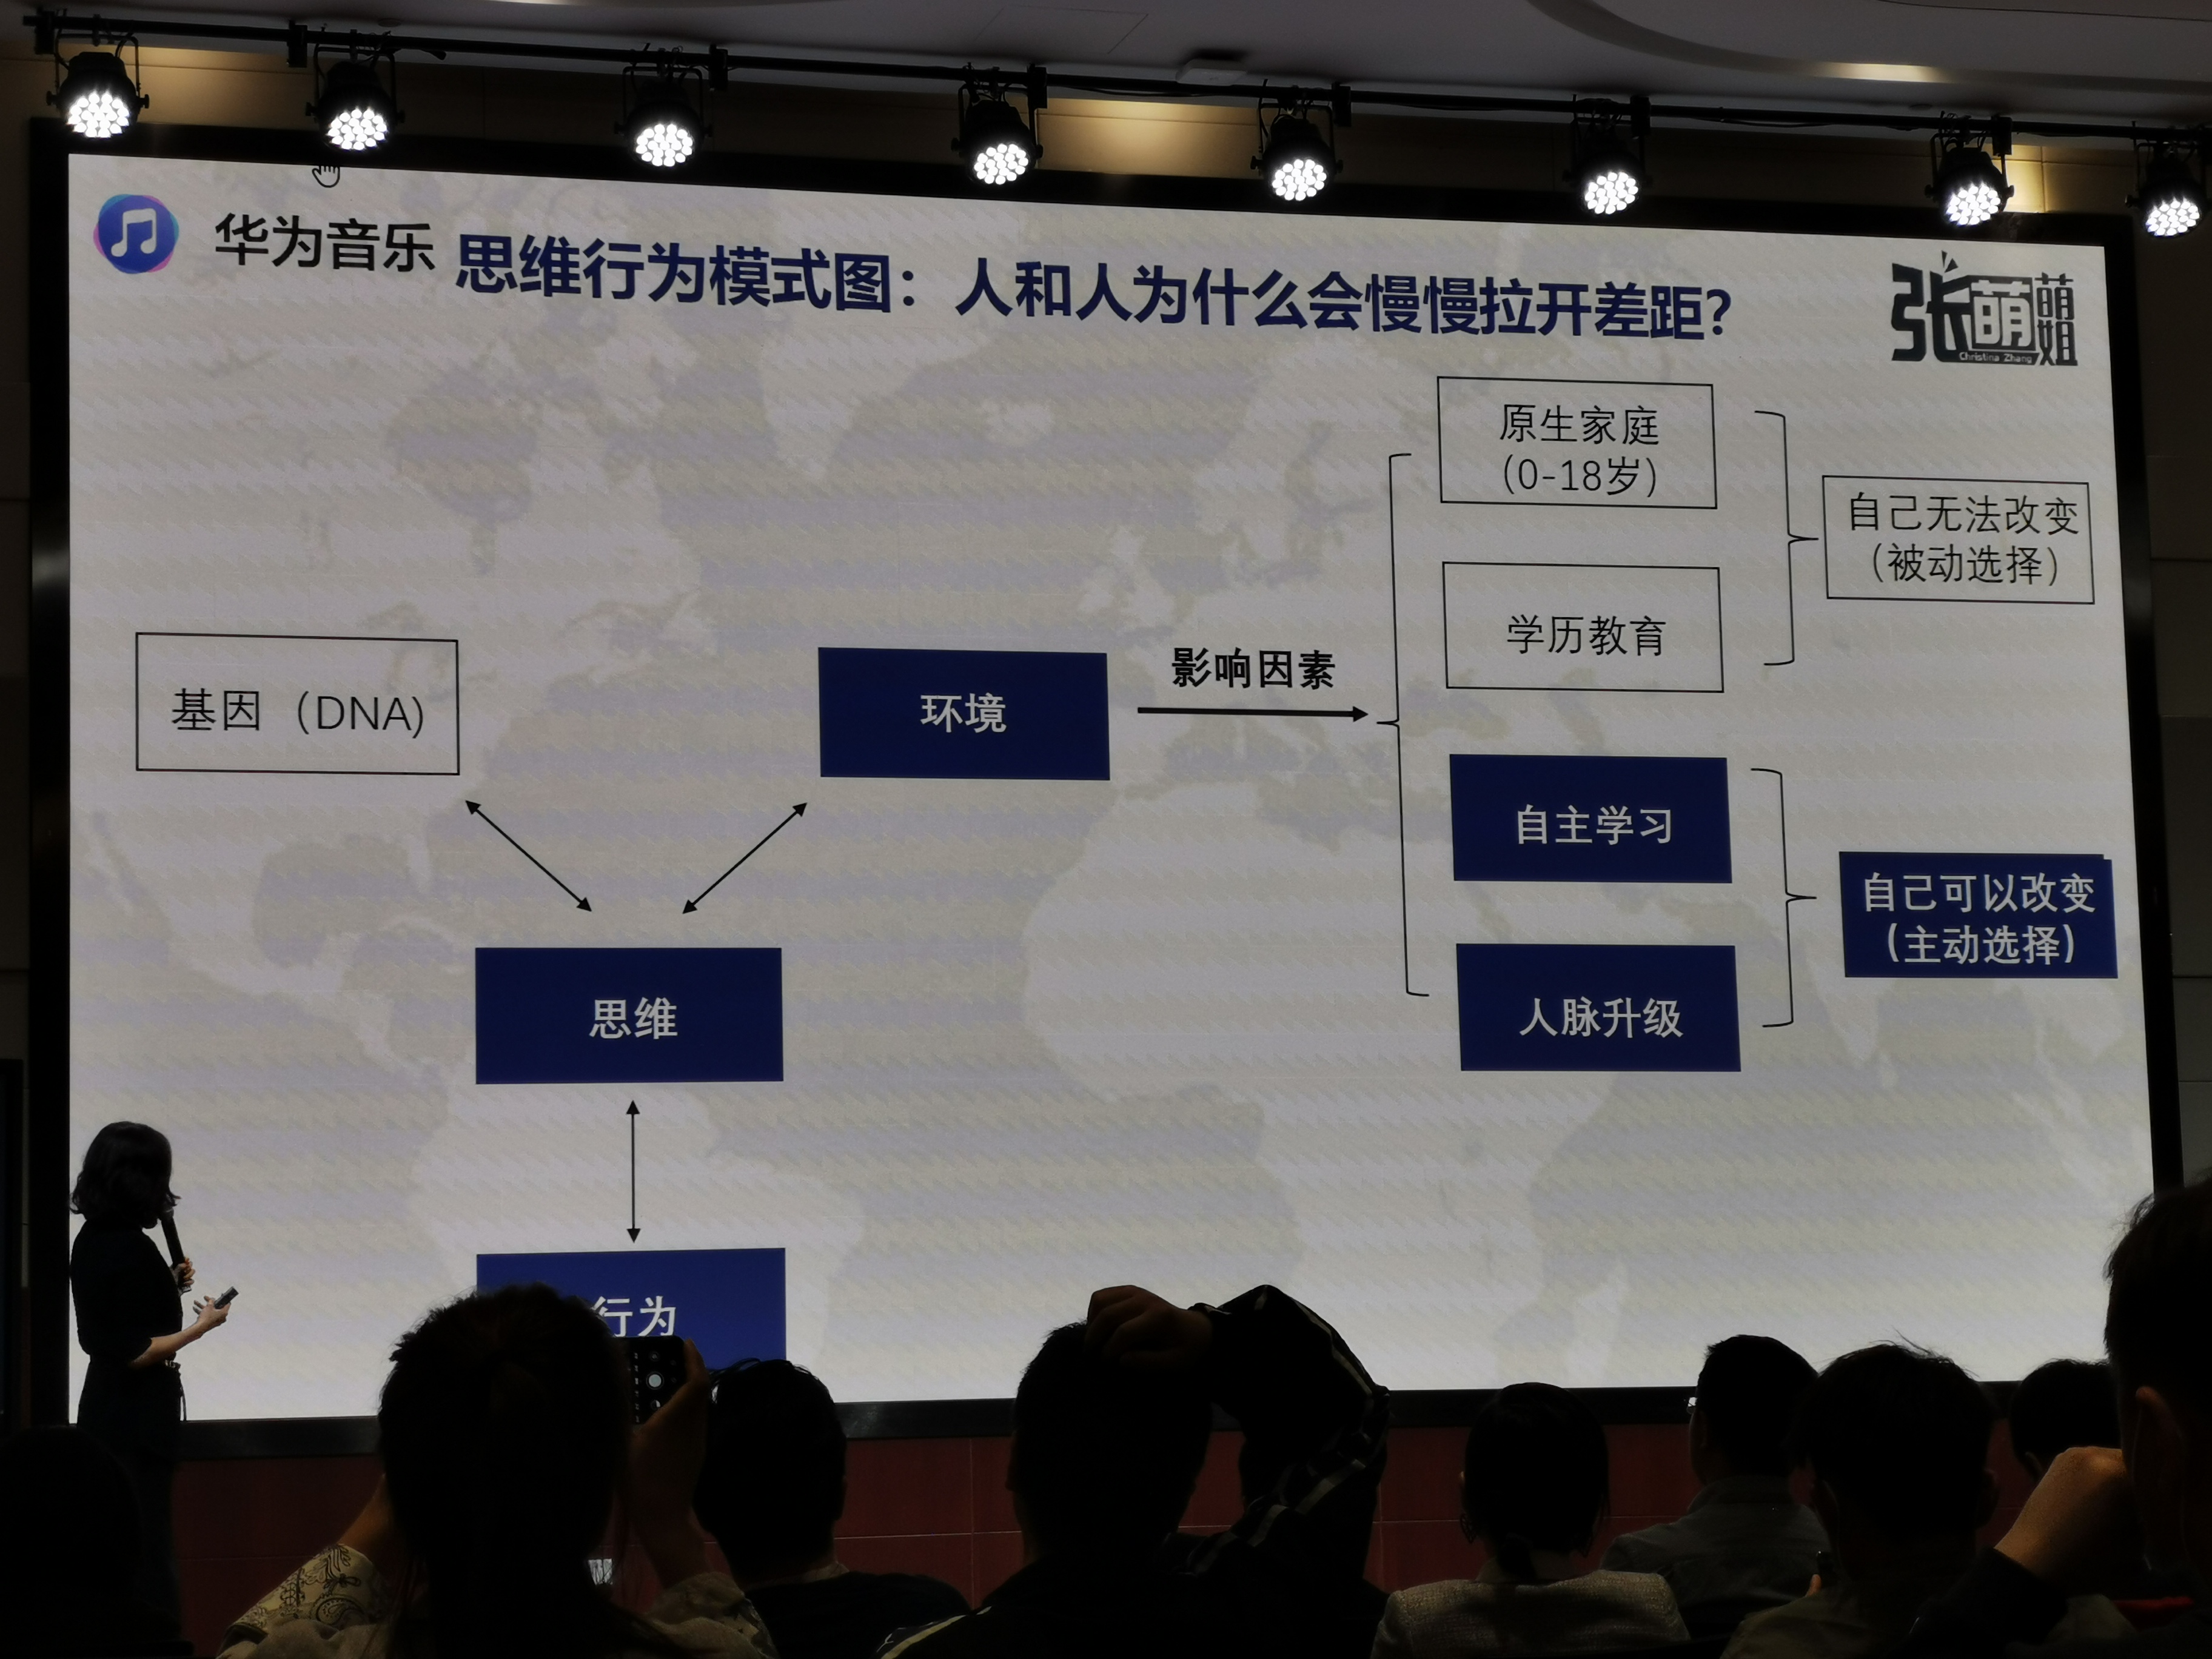 华为音乐
思维行为模式图：人和人为什么会慢慢拉开差距？
张萌萌姐
Christina Zhang
原生家庭
(0-18岁)
自己无法改变
（被动选择）
学历教育
基因（DNA）
环境
影响因素
自主学习
自己可以改变
（主动选择）
思维
人脉升级
行为